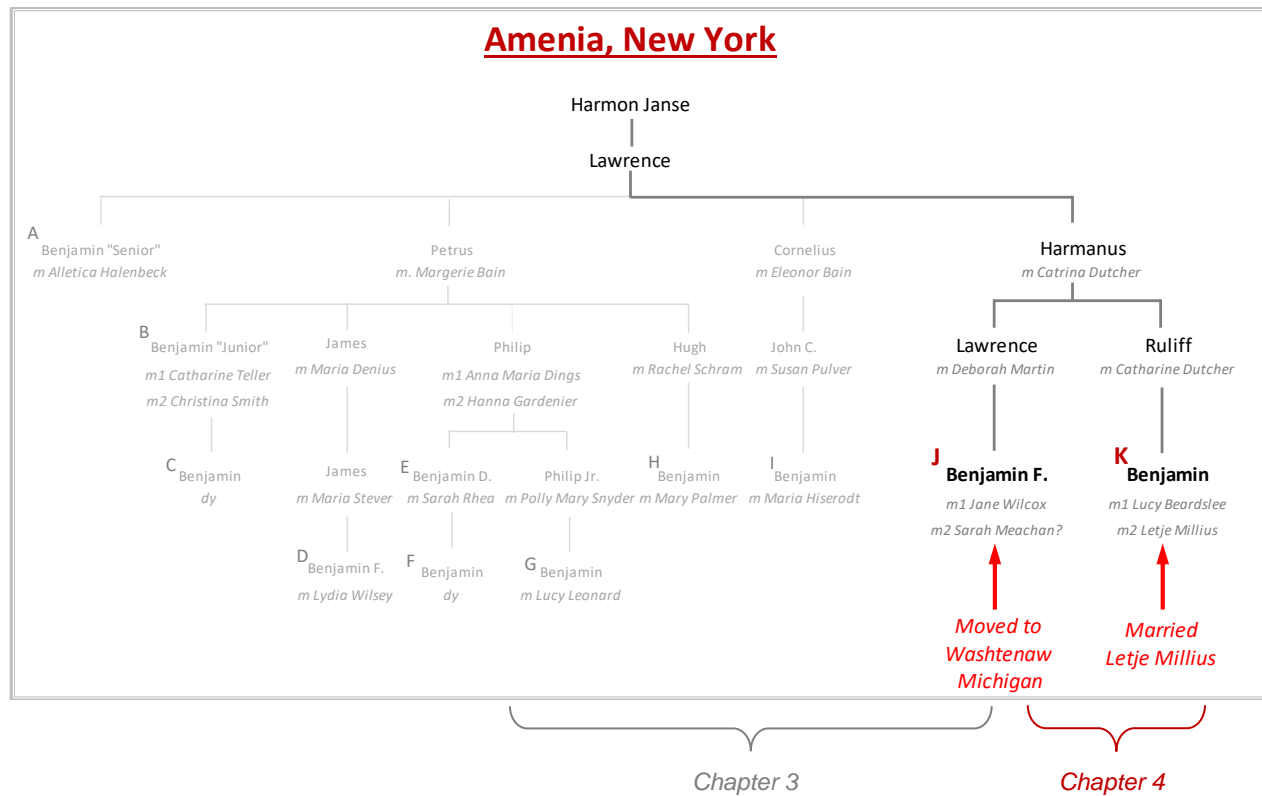 Amenia, New York
Harmon Janse
Lawrence
A
Benjamin "Senior"
m Alletica Halenbeck
Petrus
m. Margerie Bain
Cornelius
m Eleonor Bain
Harmanus
m Catrina Dutcher
B
Benjamin "Junior"
m1 Catharine Teller
m2 Christina Smith
James
m Maria Denius
Philip
m1 Anna Maria Dings
m2 Hanna Gardenier
Hugh
m Rachel Schram
John C.
m Susan Pulver
Lawrence
m Deborah Martin
Ruliff
m Catharine Dutcher
C
Benjamin
dy
James
m Maria Stever
E
Benjamin D.
m Sarah Rhea
Philip Jr.
m Polly Mary Snyder
H
Benjamin
m Mary Palmer
I
Benjamin
m Maria Hiserodt
J
Benjamin F.
m1 Jane Wilcox
m2 Sarah Meachan?
K
Benjamin
m1 Lucy Beardslee
m2 Letje Millius
D
Benjamin F.
m Lydia Wilsey
F
Benjamin
dy
G
Benjamin
m Lucy Leonard
Moved to
Washtenaw
Michigan
Married
Letje Millius
Chapter 3
Chapter 4